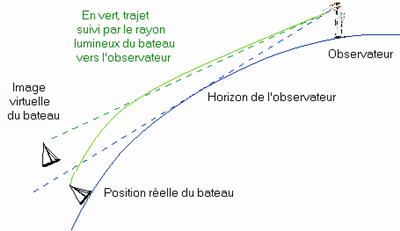 En vert, trajet
suivi par le rayon
lumineux du bateau
vers l'observateur
Observateur
Image
virtuelle
du bateau
Horizon de l'observateur
Position réelle du bateau